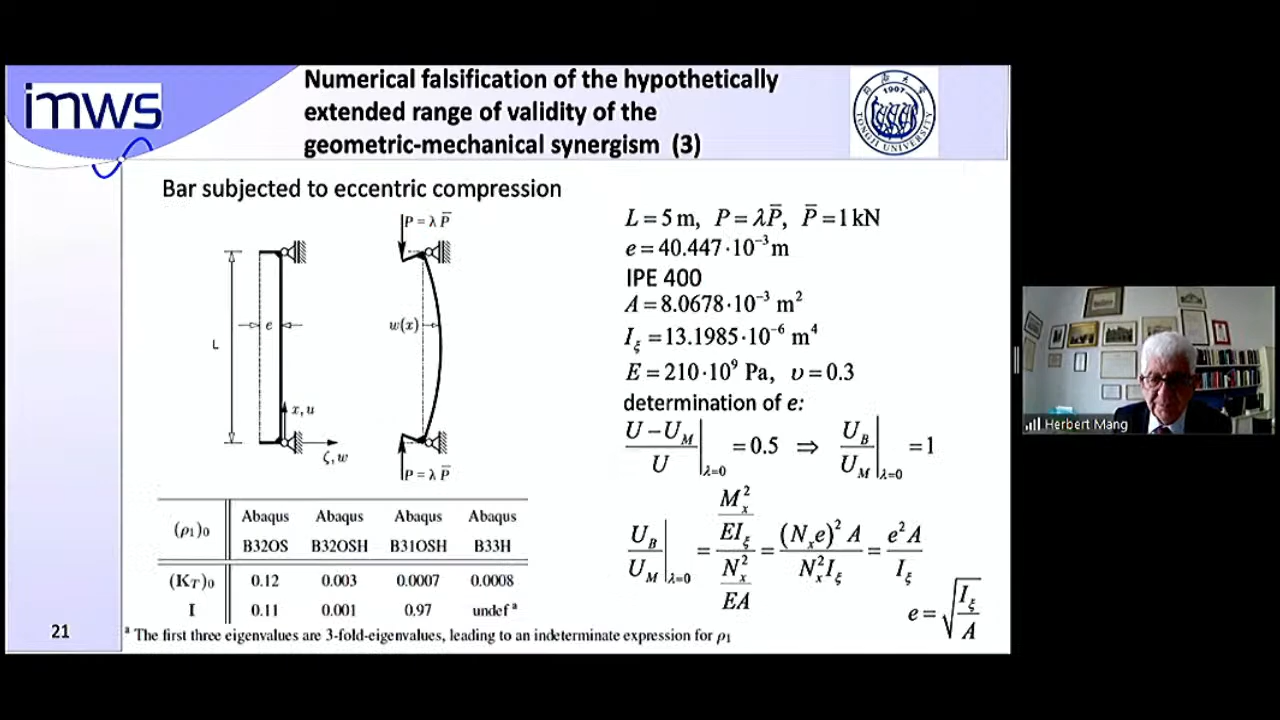 imws
Numerical falsification of the hypothetically
extended range of validity of the
geometric-mechanical synergism (3)
1907
TONGJI UNIVERSITY
Bar subjected to eccentric compression
P = λ P̄
e
L
w(x)
x, u
ζ, w
P = λ P̄
L = 5 m, P = λP̄, P̄ = 1 kN
e = 40.447·10⁻³ m
IPE 400
A = 8.0678·10⁻³ m²
I_ξ = 13.1985·10⁻⁶ m⁴
E = 210·10⁹ Pa, υ = 0.3
determination of e:
(U − U_M)/U |_λ=0 = 0.5 ⇒ U_B/U_M |_λ=0 = 1
U_B/U_M |_λ=0 = (M_x²/EI_ξ)/(N_x²/EA) = (N_x e)² A/(N_x² I_ξ) = e² A/I_ξ
e = √(I_ξ/A)
(ρ₁)₀ Abaqus B32OS Abaqus B32OSH Abaqus B31OSH Abaqus B33H
(K_T)₀ 0.12 0.003 0.0007 0.0008
I 0.11 0.001 0.97 undef ᵃ
ᵃ The first three eigenvalues are 3-fold-eigenvalues, leading to an indeterminate expression for ρ₁
21
Herbert Mang